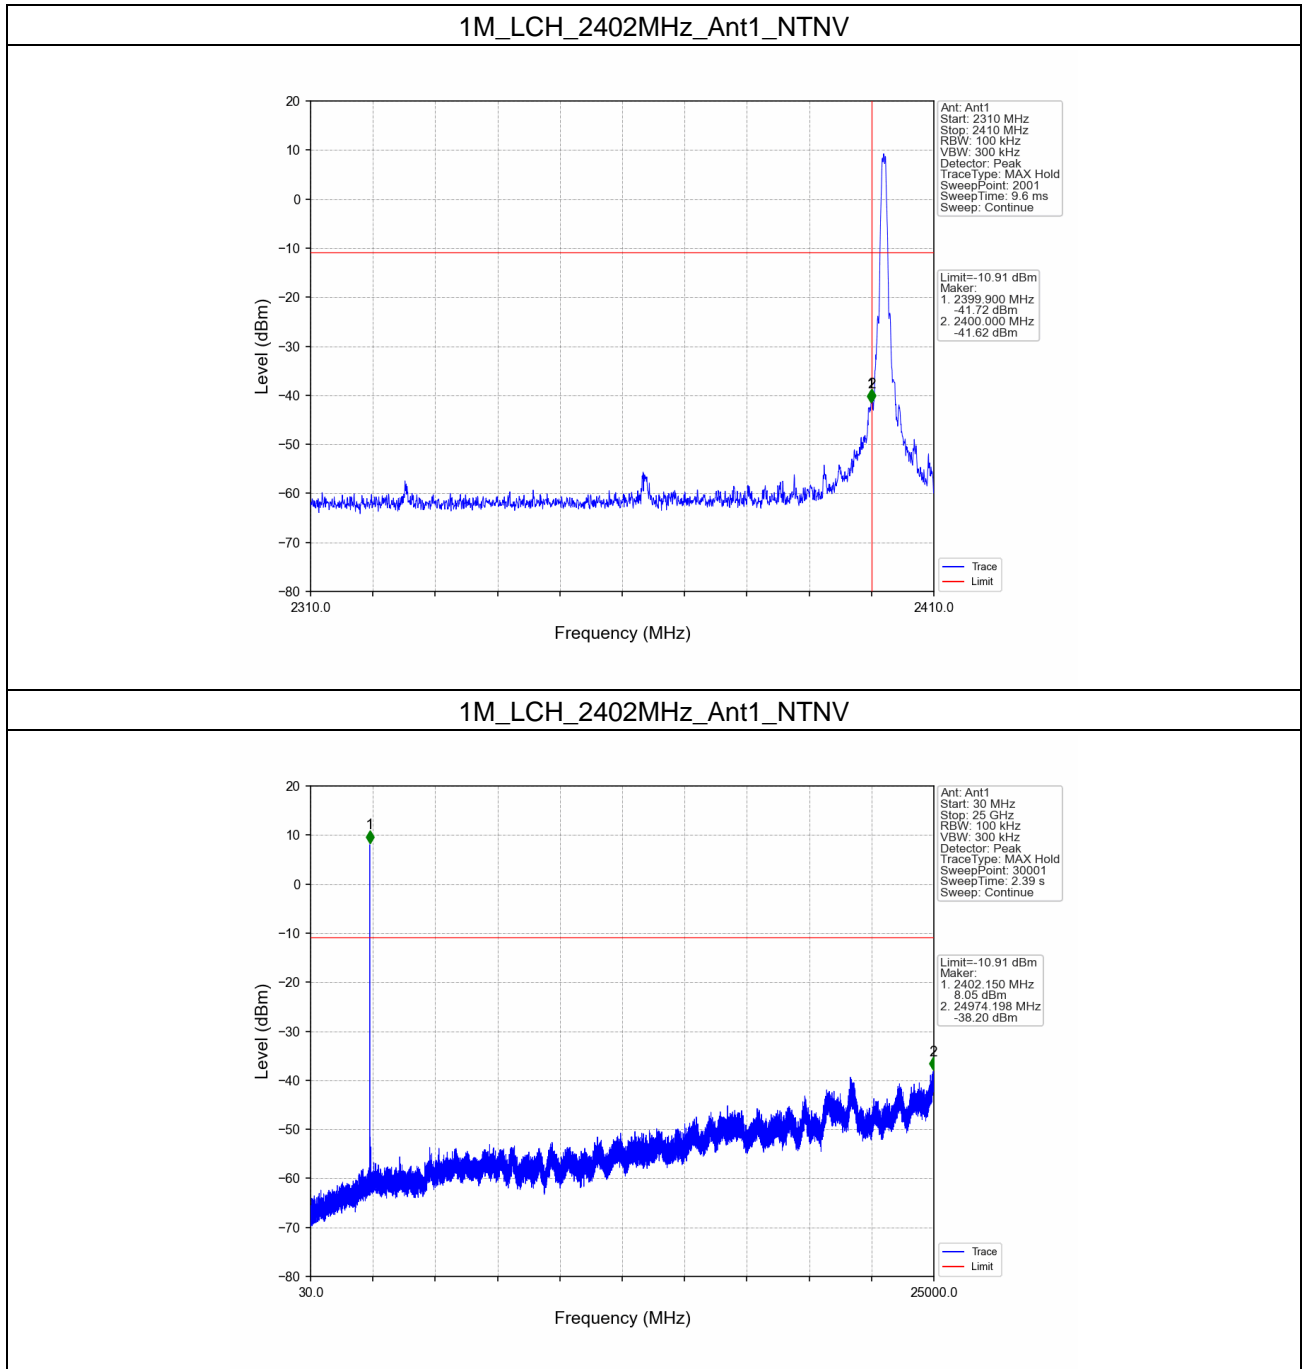 1M_LCH_2402MHz_Ant1_NTNV
20
10
0
−10
−20
−30
−40
−50
−60
−70
−80
Level (dBm)
2310.0
2410.0
Frequency (MHz)
2
Ant: Ant1
Start: 2310 MHz
Stop: 2410 MHz
RBW: 100 kHz
VBW: 300 kHz
Detector: Peak
TraceType: MAX Hold
SweepPoint: 2001
SweepTime: 9.6 ms
Sweep: Continue
Limit=-10.91 dBm
Maker:
1. 2399.900 MHz
-41.72 dBm
2. 2400.000 MHz
-41.62 dBm
Trace
Limit
1M_LCH_2402MHz_Ant1_NTNV
20
10
0
−10
−20
−30
−40
−50
−60
−70
−80
Level (dBm)
30.0
25000.0
Frequency (MHz)
1
2
Ant: Ant1
Start: 30 MHz
Stop: 25 GHz
RBW: 100 kHz
VBW: 300 kHz
Detector: Peak
TraceType: MAX Hold
SweepPoint: 30001
SweepTime: 2.39 s
Sweep: Continue
Limit=-10.91 dBm
Maker:
1. 2402.150 MHz
8.05 dBm
2. 24974.198 MHz
-38.20 dBm
Trace
Limit